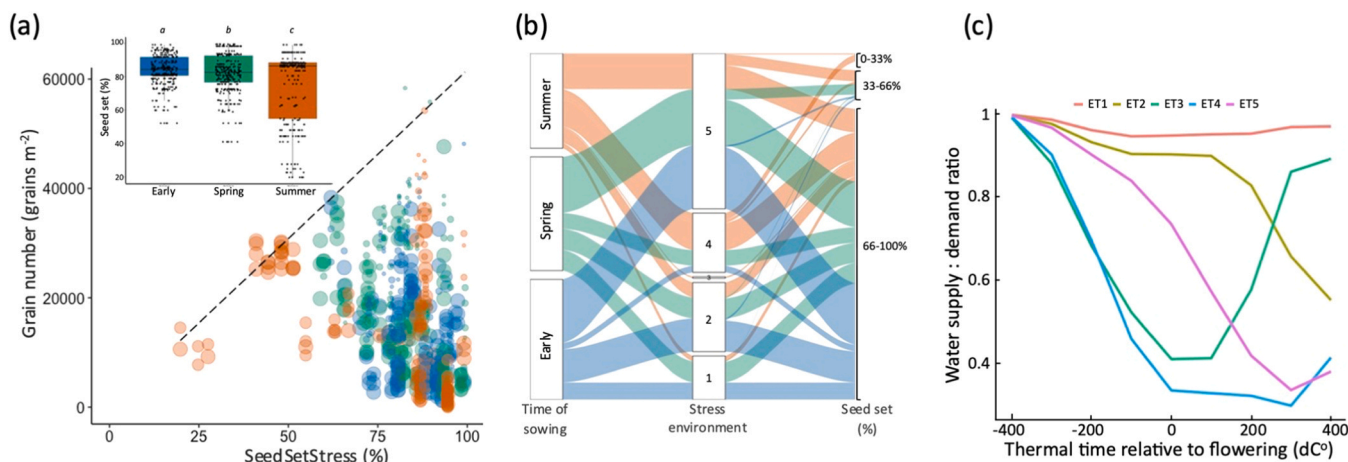 (a)
Grain number (grains m⁻²)
60000
40000
20000
0
0 25 50 75 100
SeedSetStress (%)
a b c
Seed set (%)
100
80
60
40
20
Early Spring Summer
(b)
Summer
Spring
Early
5
4
3
2
1
0-33%
33-66%
66-100%
Time of
sowing
Stress
environment
Seed set
(%)
(c)
ET1 ET2 ET3 ET4 ET5
Water supply : demand ratio
1
0.8
0.6
0.4
-400 -200 0 200 400
Thermal time relative to flowering (dCº)